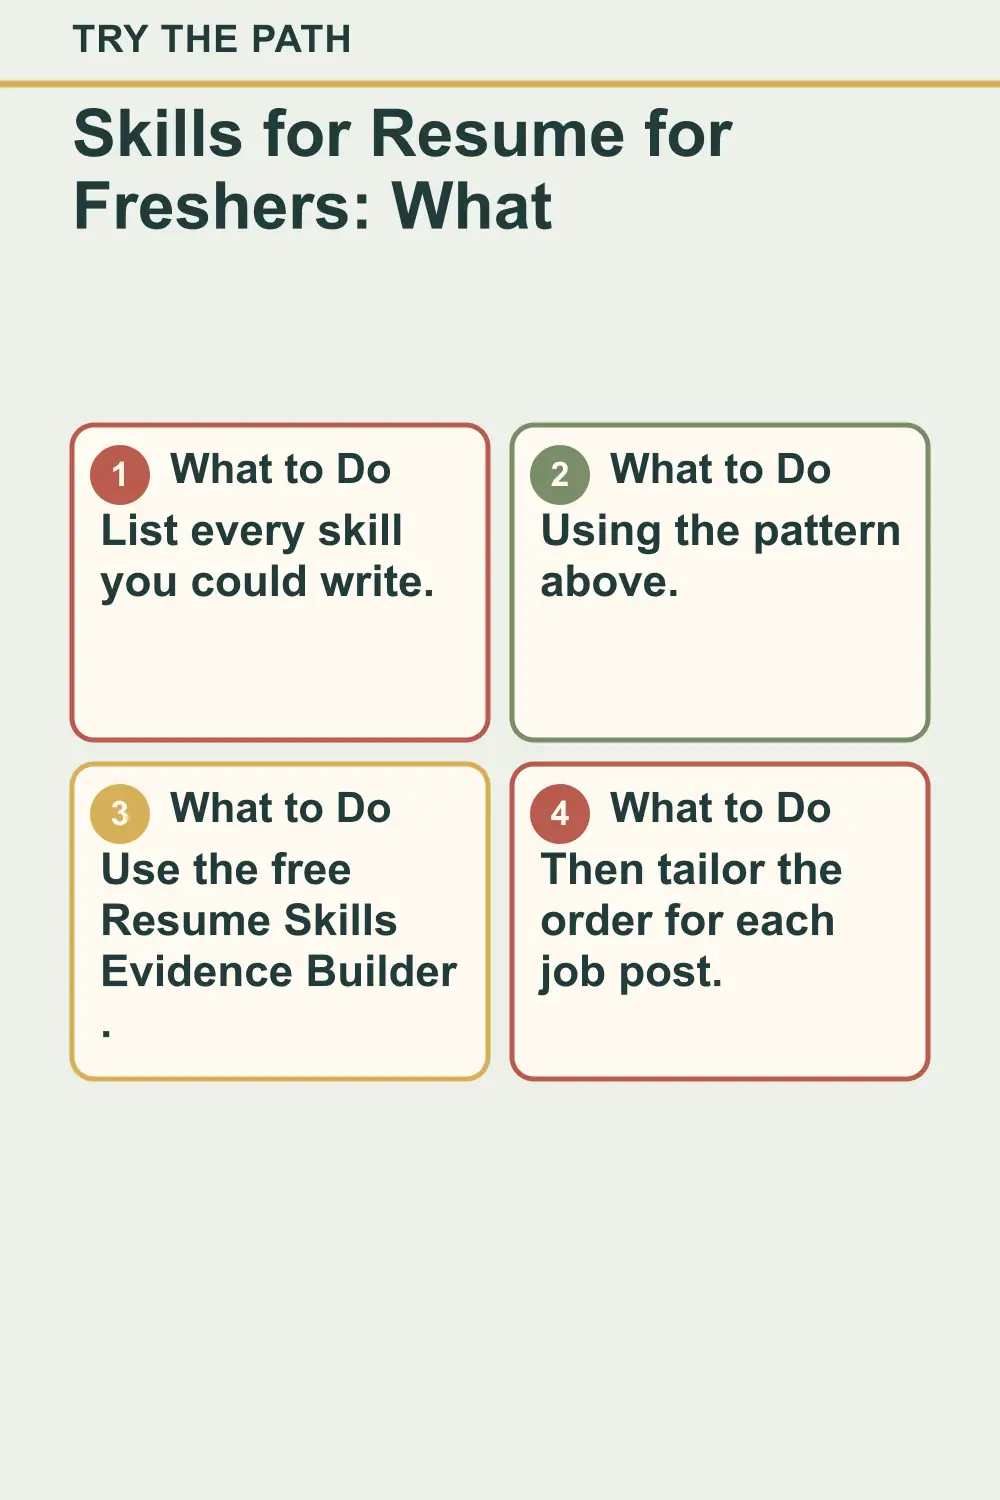 TRY THE PATH
Skills for Resume for
Freshers: What
1 What to Do
List every skill
you could write.
2 What to Do
Using the pattern
above.
3 What to Do
Use the free
Resume Skills
Evidence Builder
.
4 What to Do
Then tailor the
order for each
job post.